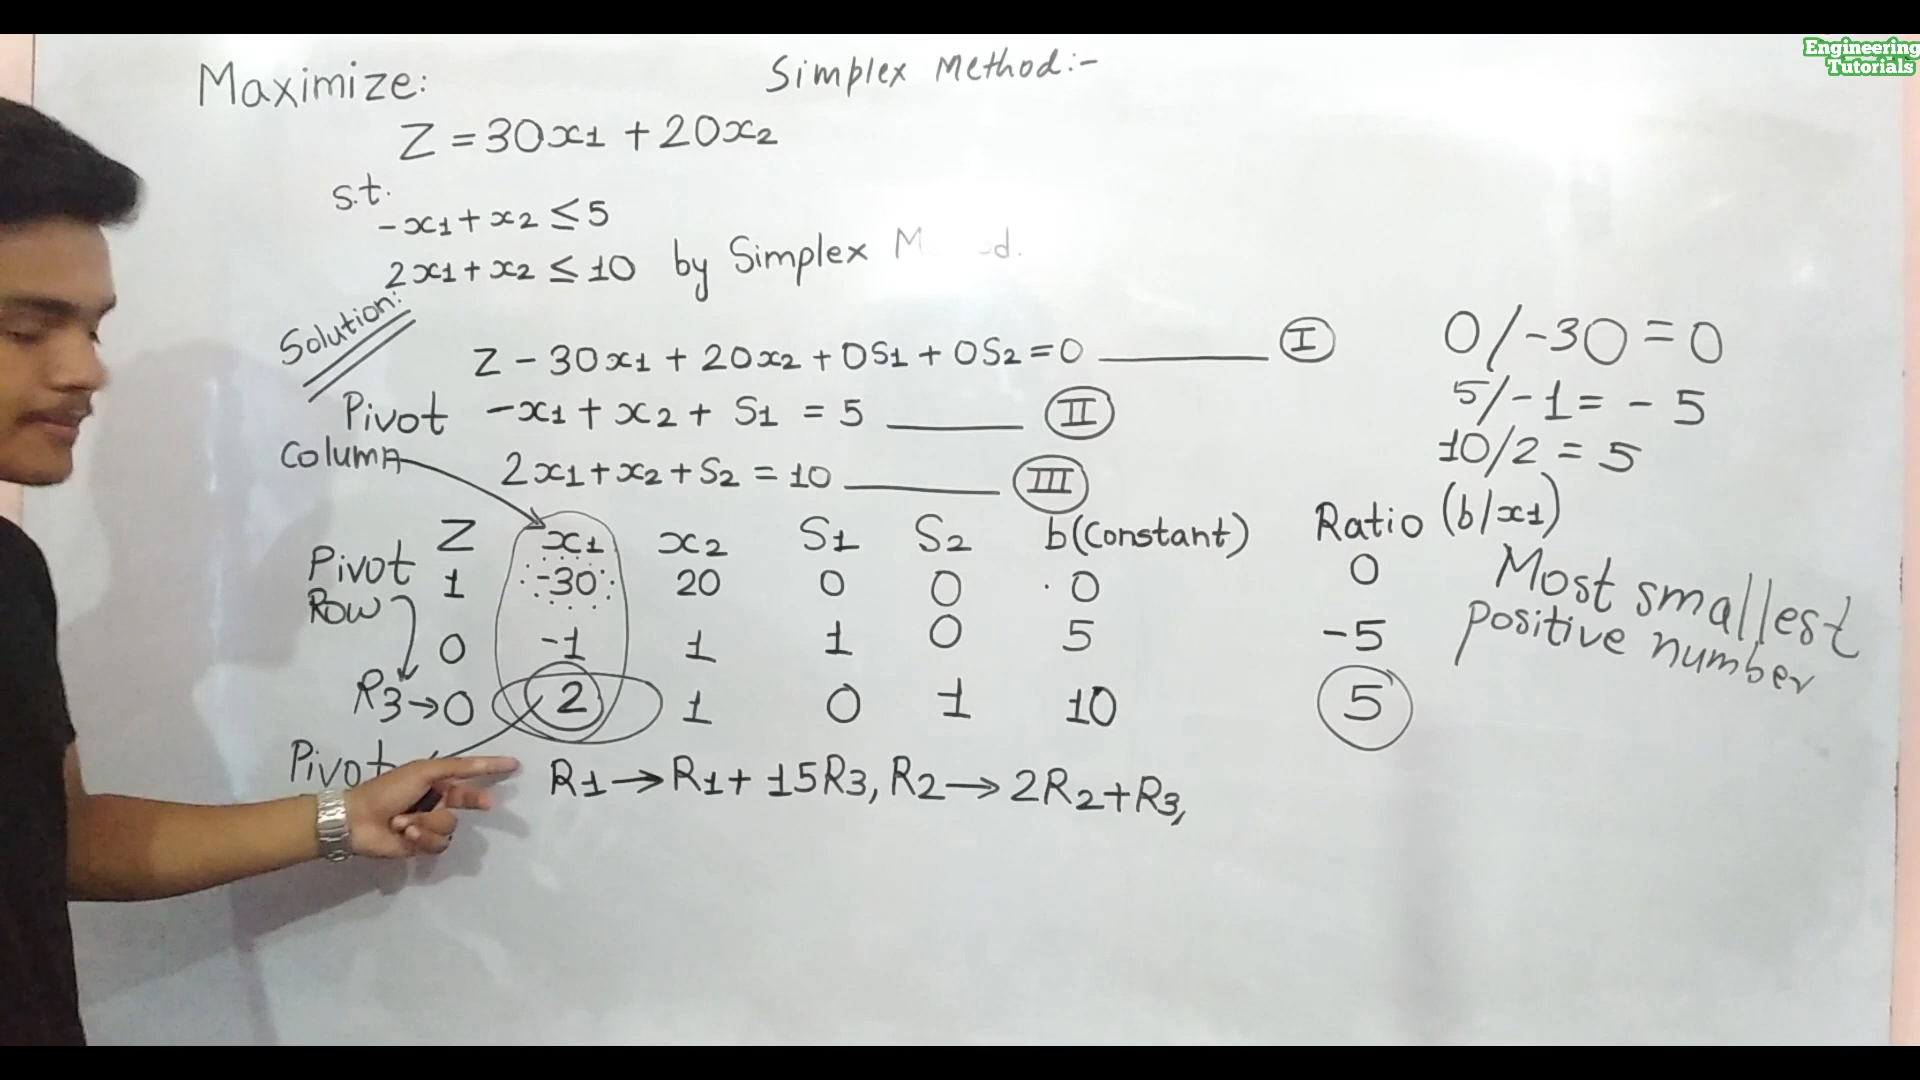 Engineering
Tutorials
Simplex Method:-
Maximize:
Z = 30x1 + 20x2
s.t.
-x1 + x2 ≤ 5
2x1 + x2 ≤ 10 by Simplex
Solution:
Z - 30x1 + 20x2 + 0S1 + 0S2 = 0 ——— I
-x1 + x2 + S1 = 5 ——— II
2x1 + x2 + S2 = 10 ——— III
0/-30 = 0
5/-1 = -5
10/2 = 5
Pivot
Column
Z x1 x2 S1 S2 b(Constant) Ratio (b/x1)
1 -30 20 0 0 0 0
0 -1 1 1 0 5 -5
R3→0 2 1 0 1 10 5
Pivot
Row
Most smallest
positive number
Pivot
R1→R1+ 15R3, R2→2R2+R3,